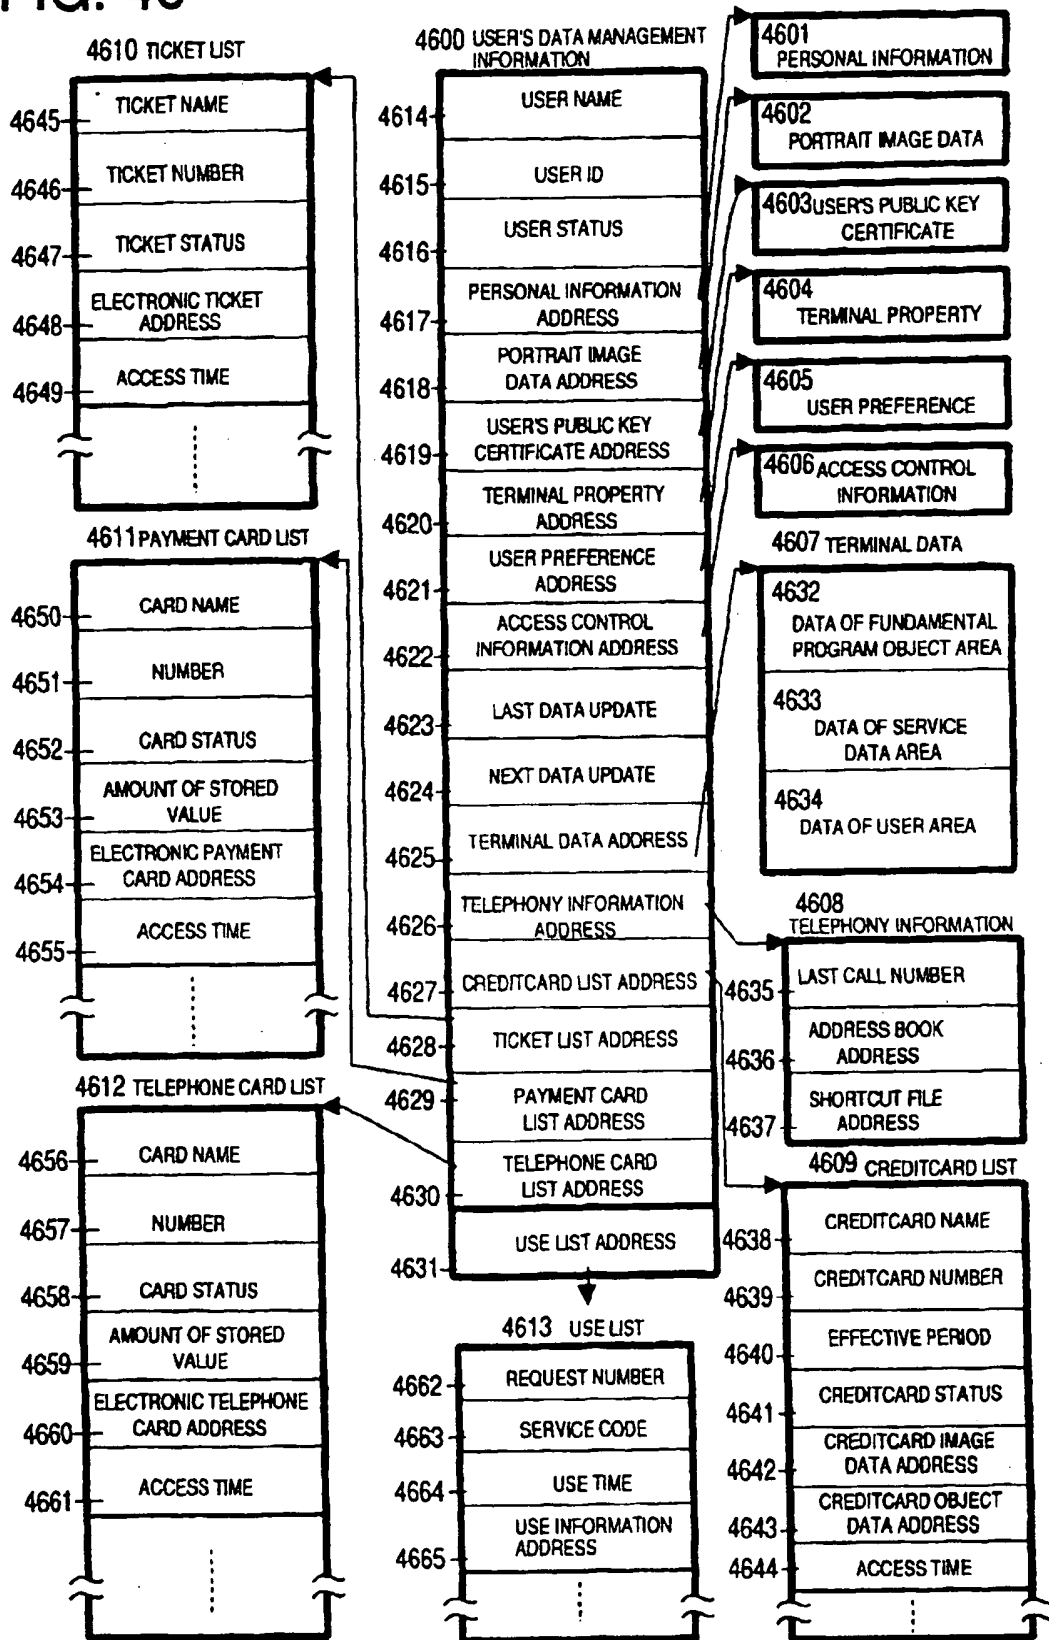 FIG. 46
4610 TICKET LIST
4645 TICKET NAME
4646 TICKET NUMBER
4647 TICKET STATUS
4648 ELECTRONIC TICKET
ADDRESS
4649 ACCESS TIME
4611 PAYMENT CARD LIST
4650 CARD NAME
4651 NUMBER
4652 CARD STATUS
4653 AMOUNT OF STORED
VALUE
4654 ELECTRONIC PAYMENT
CARD ADDRESS
4655 ACCESS TIME
4612 TELEPHONE CARD LIST
4656 CARD NAME
4657 NUMBER
4658 CARD STATUS
4659 AMOUNT OF STORED
VALUE
4660 ELECTRONIC TELEPHONE
CARD ADDRESS
4661 ACCESS TIME
4600 USER'S DATA MANAGEMENT
INFORMATION
4614 USER NAME
4615 USER ID
4616 USER STATUS
4617 PERSONAL INFORMATION
ADDRESS
4618 PORTRAIT IMAGE
DATA ADDRESS
4619 USER'S PUBLIC KEY
CERTIFICATE ADDRESS
4620 TERMINAL PROPERTY
ADDRESS
4621 USER PREFERENCE
ADDRESS
4622 ACCESS CONTROL
INFORMATION ADDRESS
4623 LAST DATA UPDATE
4624 NEXT DATA UPDATE
4625 TERMINAL DATA ADDRESS
4626 TELEPHONY INFORMATION
ADDRESS
4627 CREDITCARD LIST ADDRESS
4628 TICKET LIST ADDRESS
4629 PAYMENT CARD
LIST ADDRESS
4630 TELEPHONE CARD
LIST ADDRESS
4631 USE LIST ADDRESS
4613 USE LIST
4662 REQUEST NUMBER
4663 SERVICE CODE
4664 USE TIME
4665 USE INFORMATION
ADDRESS
4601
PERSONAL INFORMATION
4602
PORTRAIT IMAGE DATA
4603 USER'S PUBLIC KEY
CERTIFICATE
4604
TERMINAL PROPERTY
4605
USER PREFERENCE
4606 ACCESS CONTROL
INFORMATION
4607 TERMINAL DATA
4632
DATA OF FUNDAMENTAL
PROGRAM OBJECT AREA
4633
DATA OF SERVICE
DATA AREA
4634
DATA OF USER AREA
4608
TELEPHONY INFORMATION
4635 LAST CALL NUMBER
4636 ADDRESS BOOK
ADDRESS
4637 SHORTCUT FILE
ADDRESS
4609 CREDITCARD LIST
4638 CREDITCARD NAME
4639 CREDITCARD NUMBER
4640 EFFECTIVE PERIOD
4641 CREDITCARD STATUS
4642 CREDITCARD IMAGE
DATA ADDRESS
4643 CREDITCARD OBJECT
DATA ADDRESS
4644 ACCESS TIME